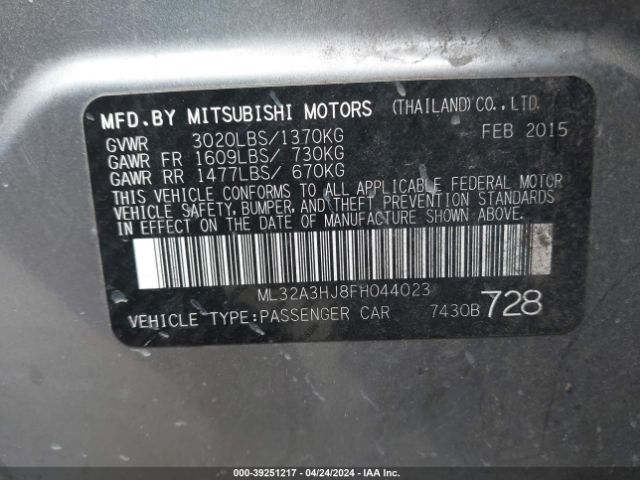 MFD.BY MITSUBISHI MOTORS (THAILAND)CO.,LTD.
GVWR 3020LBS/1370KG FEB 2015
GAWR FR 1609LBS/ 730KG
GAWR RR 1477LBS/ 670KG
THIS VEHICLE CONFORMS TO ALL APPLICABLE FEDERAL MOTOR
VEHICLE SAFETY, BUMPER, AND THEFT PREVENTION STANDARDS
IN EFFECT ON THE DATE OF MANUFACTURE SHOWN ABOVE.
ML32A3HJ8FH044023
VEHICLE TYPE:PASSENGER CAR 7430B 728
000-39251217 - 04/24/2024 - IAA Inc.